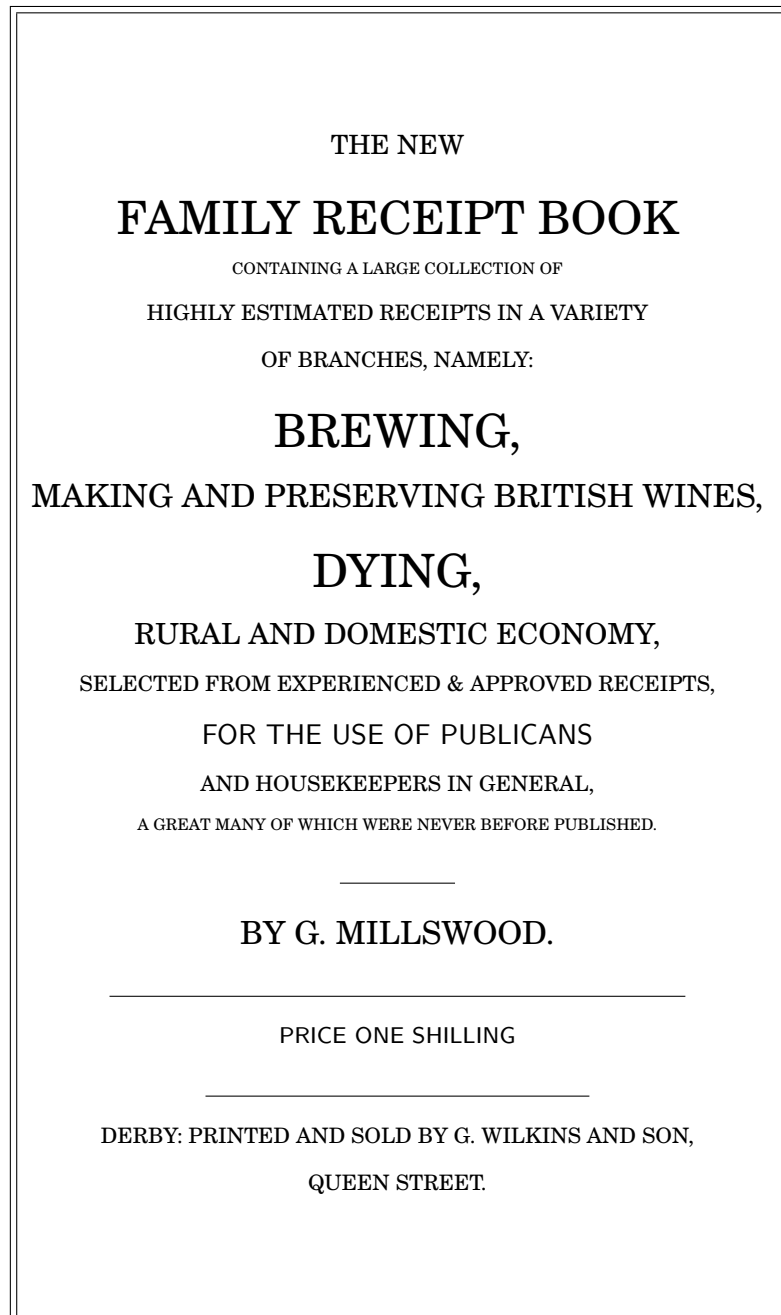 THE NEW
FAMILY RECEIPT BOOK
CONTAINING A LARGE COLLECTION OF
HIGHLY ESTIMATED RECEIPTS IN A VARIETY
OF BRANCHES, NAMELY:
BREWING,
MAKING AND PRESERVING BRITISH WINES,
DYING,
RURAL AND DOMESTIC ECONOMY,
SELECTED FROM EXPERIENCED & APPROVED RECEIPTS,
FOR THE USE OF PUBLICANS
AND HOUSEKEEPERS IN GENERAL,
A GREAT MANY OF WHICH WERE NEVER BEFORE PUBLISHED.
BY G. MILLSWOOD.
PRICE ONE SHILLING
DERBY: PRINTED AND SOLD BY G. WILKINS AND SON,
QUEEN STREET.